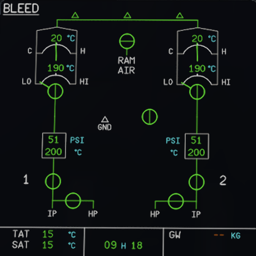 BLEED
20 °C 20 °C
C H C H
RAM
AIR
190 °C 190 °C
LO HI LO HI
GND
51 PSI 51
200 °C 200
1 2
IP HP HP IP
TAT 15 °C GW -- KG
SAT 15 °C 09 H 18